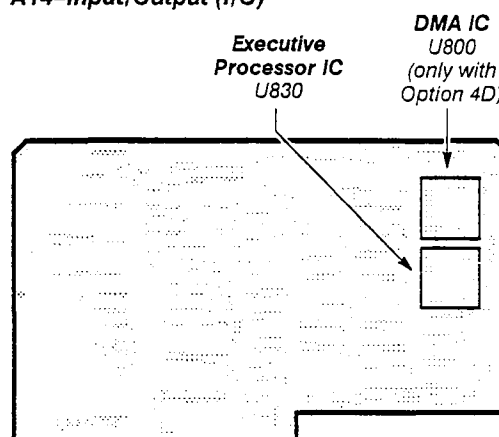 A14–Input/Output (I/O)
DMA IC
U800
(only with
Option 4D)
Executive
Processor IC
U830